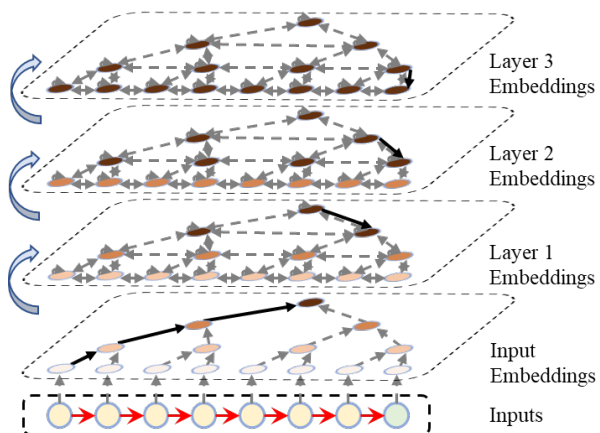 Layer 3
Embeddings
Layer 2
Embeddings
Layer 1
Embeddings
Input
Embeddings
Inputs